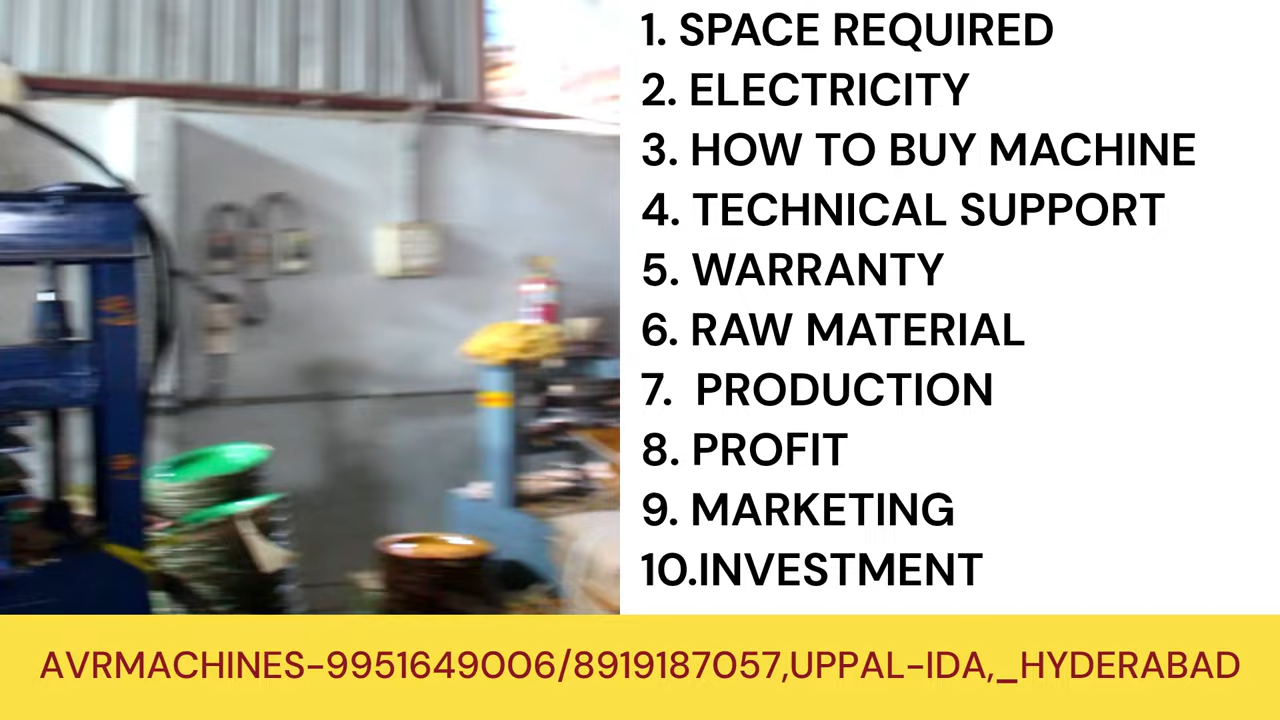 1. SPACE REQUIRED
2. ELECTRICITY
3. HOW TO BUY MACHINE
4. TECHNICAL SUPPORT
5. WARRANTY
6. RAW MATERIAL
7.  PRODUCTION
8. PROFIT
9. MARKETING
10.INVESTMENT
AVRMACHINES-9951649006/8919187057,UPPAL-IDA,_HYDERABAD